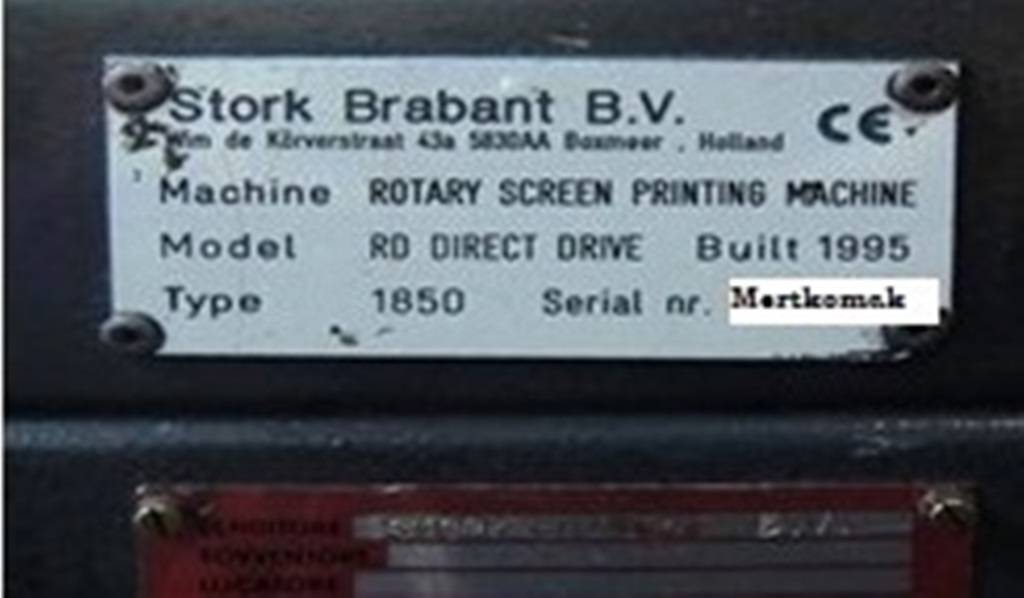 Stork Brabant B.V.
Wim de Körverstraat 43a 5830AA Boxmeer . Holland
CE
Machine ROTARY SCREEN PRINTING MACHINE
Model RD DIRECT DRIVE Built 1995
Type 1850 Serial nr. Mertkomak
B.V.